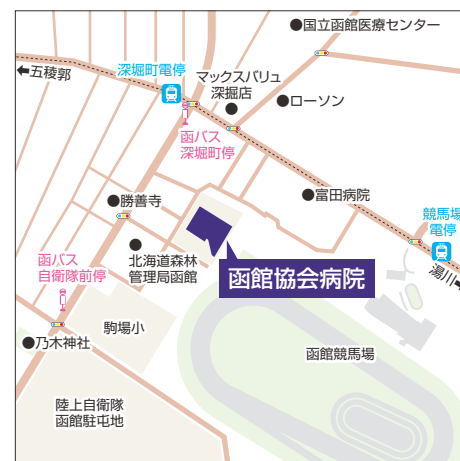 ●国立函館医療センター
←五稜郭
深堀町電停
マックスバリュ
深掘店
●ローソン
函バス
深堀町停
●勝善寺
●富田病院
競馬場
電停
湯川→
函バス
自衛隊前停
北海道森林
管理局函館
函館協会病院
駒場小
●乃木神社
函館競馬場
陸上自衛隊
函館駐屯地